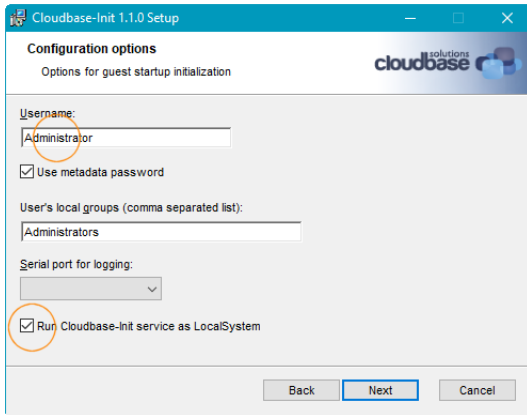 Cloudbase-Init 1.1.0 Setup
Configuration options
Options for guest startup initialization
cloudbase solutions
Username:
Administrator
Use metadata password
User's local groups (comma separated list):
Administrators
Serial port for logging:
Run Cloudbase-Init service as LocalSystem
Back Next Cancel